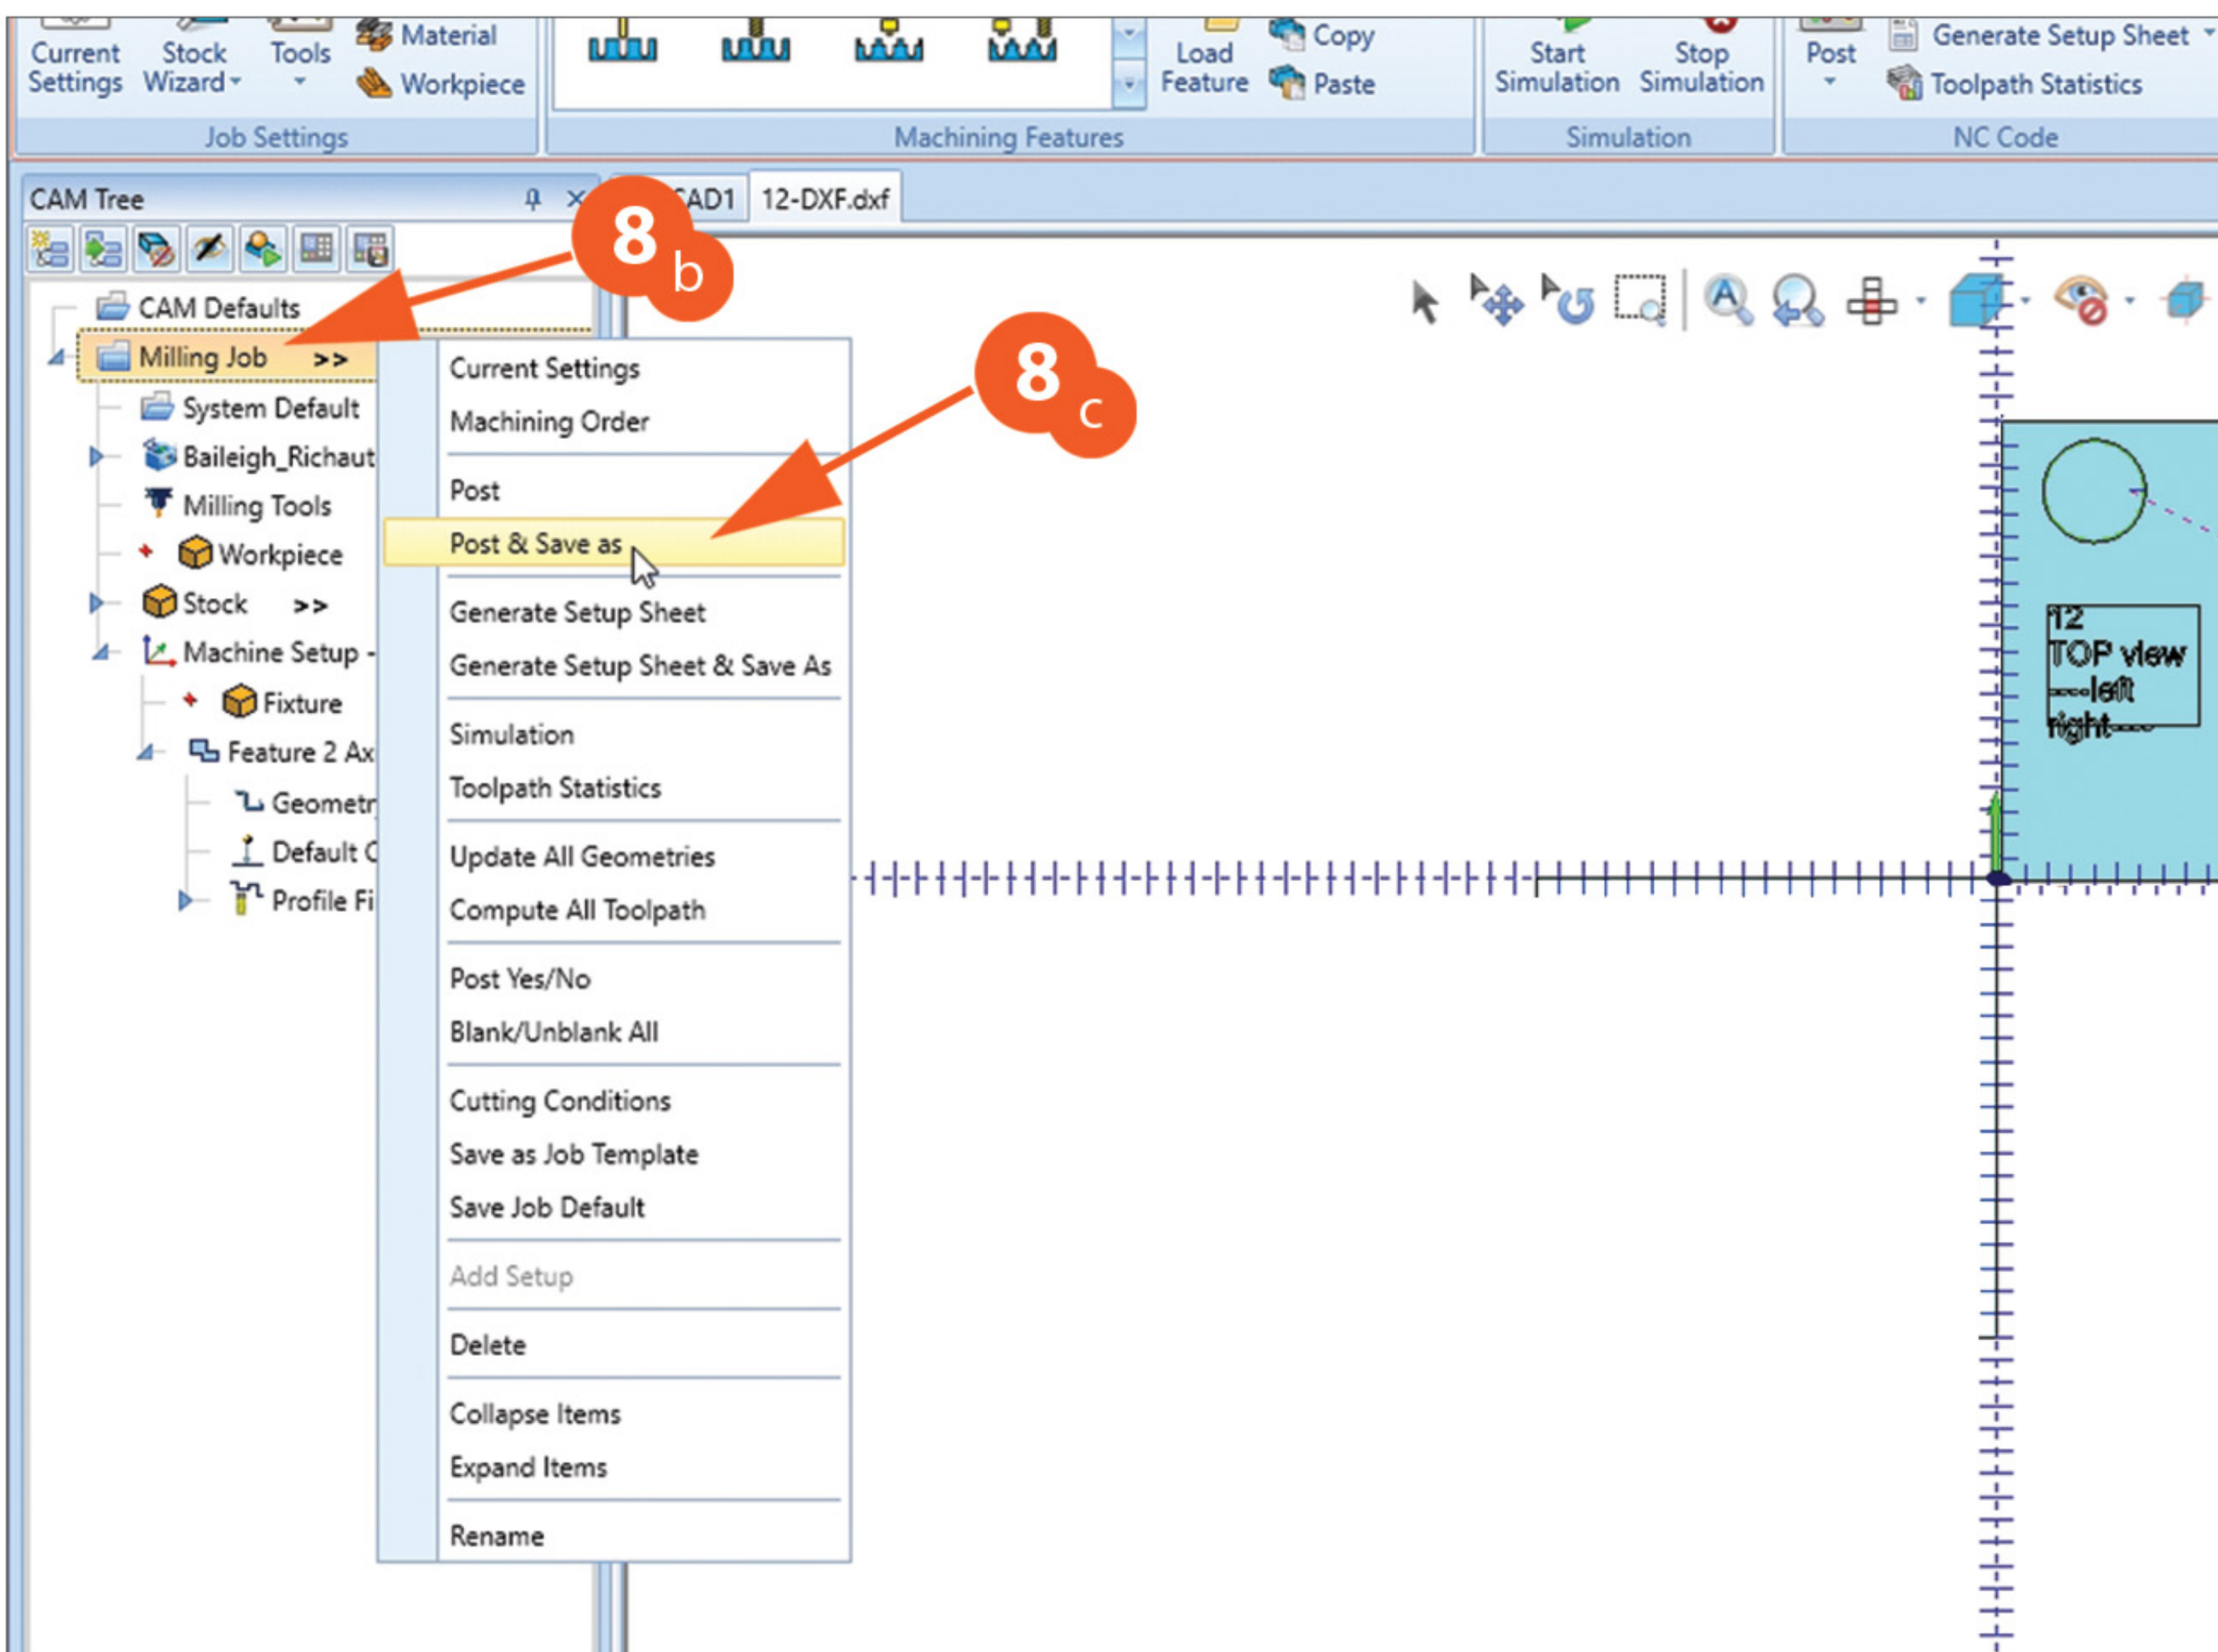 Current Settings
Stock Wizard
Tools
Material
Workpiece
Job Settings
Load Feature
Copy
Paste
Machining Features
Start Simulation
Stop Simulation
Simulation
Post
Generate Setup Sheet
Toolpath Statistics
NC Code
CAM Tree
CAD1
12-DXF.dxf
8 b
CAM Defaults
Milling Job >>
System Default
Baileigh_Richaut
Milling Tools
Workpiece
Stock >>
Machine Setup -
Fixture
Feature 2 Ax
Geometr
Default C
Profile Fi
Current Settings
Machining Order
Post
Post & Save as
Generate Setup Sheet
Generate Setup Sheet & Save As
Simulation
Toolpath Statistics
Update All Geometries
Compute All Toolpath
Post Yes/No
Blank/Unblank All
Cutting Conditions
Save as Job Template
Save Job Default
Add Setup
Delete
Collapse Items
Expand Items
Rename
8 c
A
12
TOP view
----left
right----